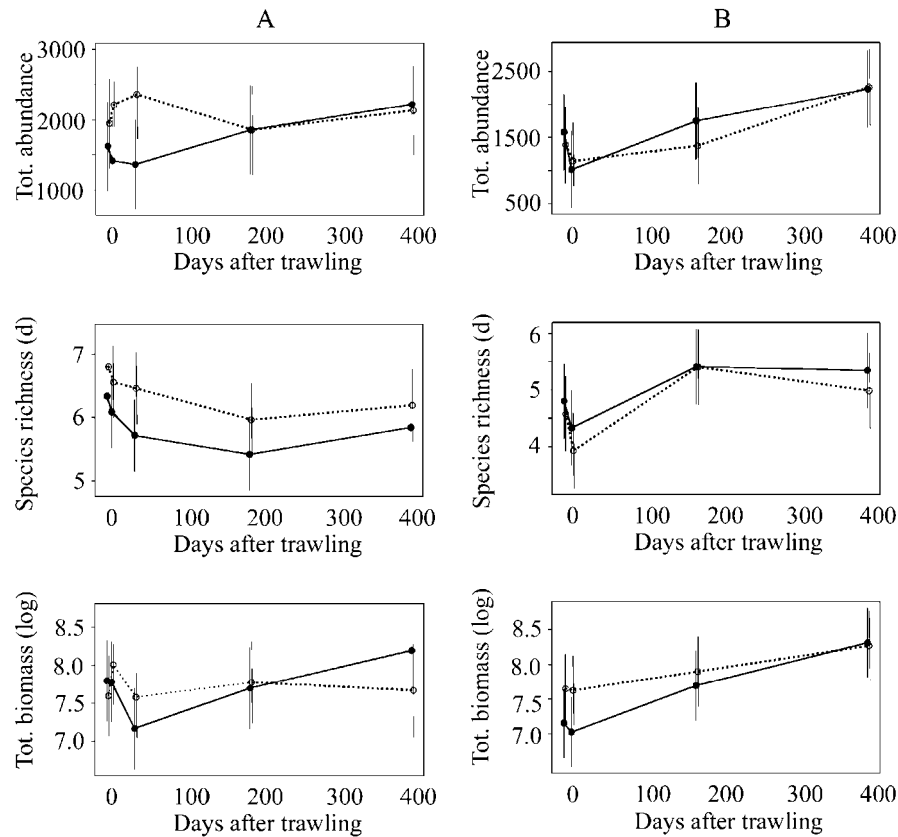 A
B
Tot. abundance
3000
2000
1000
0 100 200 300 400
Days after trawling
Tot. abundance
2500
1500
500
0 100 200 300 400
Days after trawling
Species richness (d)
7
6
5
0 100 200 300 400
Days after trawling
Species richness (d)
6
5
4
0 100 200 300 400
Days after trawling
Tot. biomass (log)
8.5
8.0
7.5
7.0
0 100 200 300 400
Days after trawling
Tot. biomass (log)
8.5
8.0
7.5
7.0
0 100 200 300 400
Days after trawling